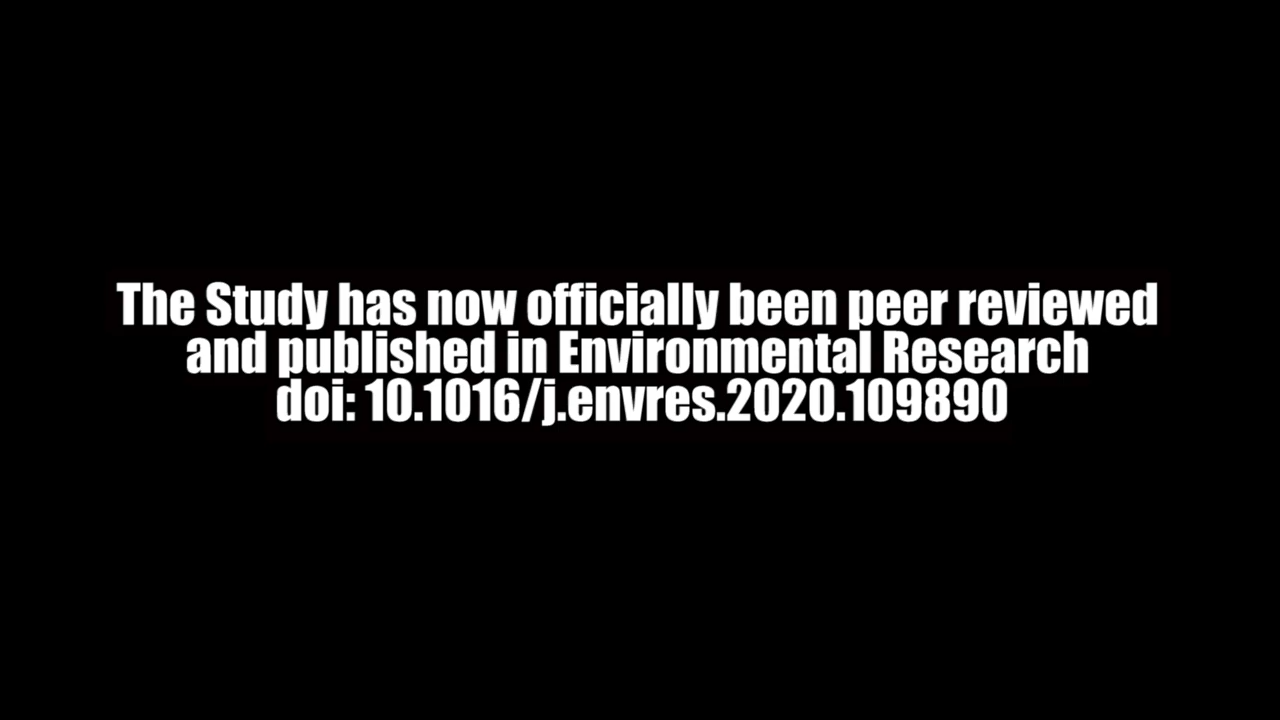 The Study has now officially been peer reviewed
and published in Environmental Research
doi: 10.1016/j.envres.2020.109890